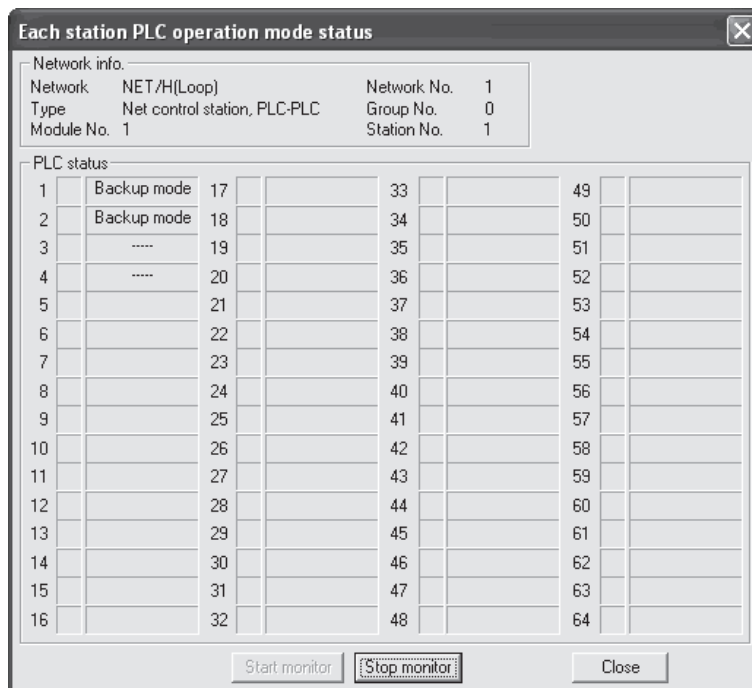 Each station PLC operation mode status
Network info.
Network NET/H(Loop) Network No. 1
Type Net control station, PLC-PLC Group No. 0
Module No. 1 Station No. 1
PLC status
1 Backup mode 17 33 49
2 Backup mode 18 34 50
3 ----- 19 35 51
4 ----- 20 36 52
5 21 37 53
6 22 38 54
7 23 39 55
8 24 40 56
9 25 41 57
10 26 42 58
11 27 43 59
12 28 44 60
13 29 45 61
14 30 46 62
15 31 47 63
16 32 48 64
Start monitor Stop monitor Close